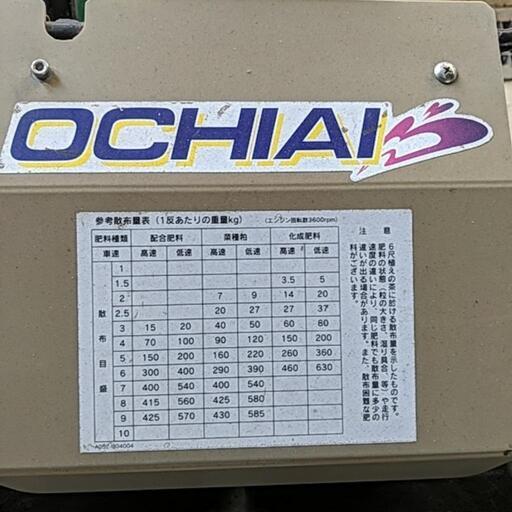 OCHIAI
参考散布量表 (1反あたりの重量kg) (エンジン回転数3600rpm)
肥料種類 配合肥料 菜種粕 化成肥料
車速 高速 低速 高速 低速 高速 低速
散布目盛
1
1.5 3.5 5
2 7 9 14 20
2.5 20 27 27 37
3 15 20 40 50 60 80
4 70 100 90 120 150 200
5 150 200 160 220 260 360
6 300 400 290 390 460 630
7 400 540 400 540
8 415 560 425 580
9 425 570 430 585
10
注意
6尺植えの茶に於ける散布量を示したものです。
肥料の状態(粒の大きさ、湿り具合、等)や走行
速度の違いにより、同じ肥料でも散布量に多少の
違いが出る場合があります。また、散布困難な肥
料がございます。